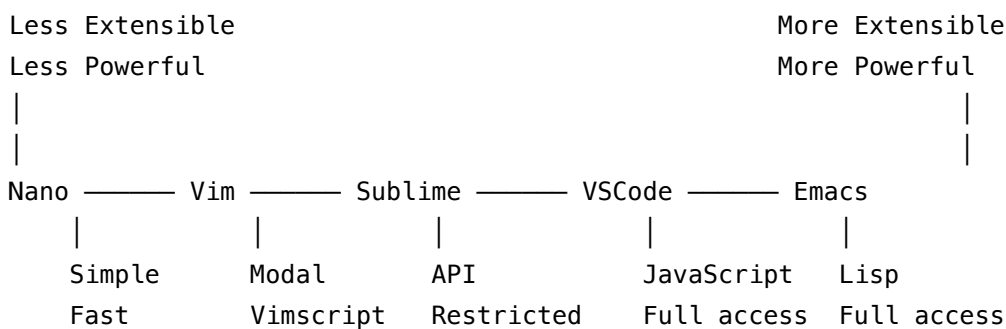 Less Extensible More Extensible
Less Powerful More Powerful
Nano ────── Vim ────── Sublime ────── VSCode ────── Emacs
Simple Modal API JavaScript Lisp
Fast Vimscript Restricted Full access Full access